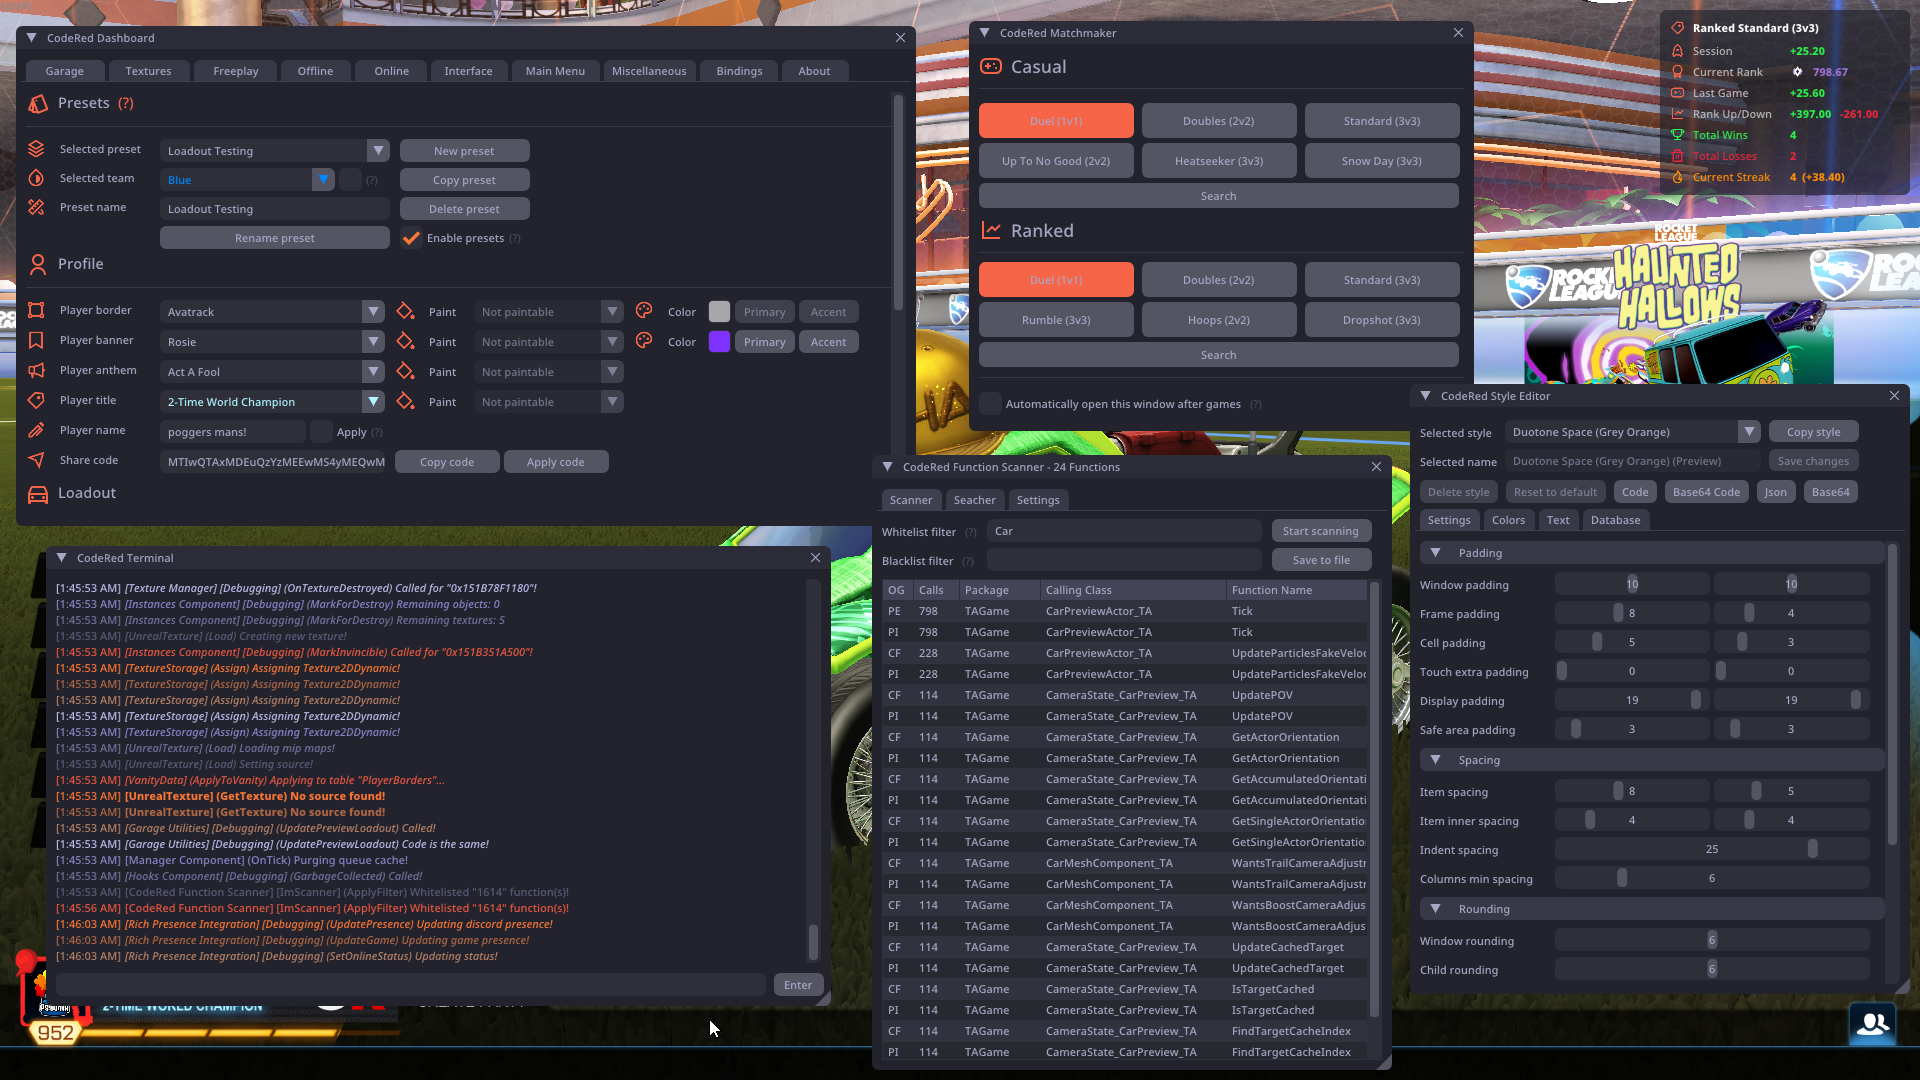 CodeRed Dashboard
Garage Textures Freeplay Offline Online Interface Main Menu Miscellaneous Bindings About
Presets (?)
Selected preset Loadout Testing New preset
Selected team Blue (?) Copy preset
Preset name Loadout Testing Delete preset
Rename preset Enable presets (?)
Profile
Player border Avatrack Paint Not paintable Color Primary Accent
Player banner Rosie Paint Not paintable Color Primary Accent
Player anthem Act A Fool Paint Not paintable
Player title 2-Time World Champion Paint Not paintable
Player name poggers mans! Apply (?)
Share code MTIwQTAxMDEuQzYzMEEwMS4yMEQwM Copy code Apply code
Loadout
CodeRed Matchmaker
Casual
Duel (1v1) Doubles (2v2) Standard (3v3)
Up To No Good (2v2) Heatseeker (3v3) Snow Day (3v3)
Search
Ranked
Duel (1v1) Doubles (2v2) Standard (3v3)
Rumble (3v3) Hoops (2v2) Dropshot (3v3)
Search
Automatically open this window after games (?)
Ranked Standard (3v3)
Session +25.20
Current Rank 798.67
Last Game +25.60
Rank Up/Down +397.00 -261.00
Total Wins 4
Total Losses 2
Current Streak 4 (+38.40)
ROCKET
LEAGUE
HAUNTED
HALLOWS
CodeRed Terminal
[1:45:53 AM] [Texture Manager] [Debugging] (OnTextureDestroyed) Called for "0x151B78F1180"!
[1:45:53 AM] [Instances Component] [Debugging] (MarkForDestroy) Remaining objects: 0
[1:45:53 AM] [Instances Component] [Debugging] (MarkForDestroy) Remaining textures: 5
[1:45:53 AM] [UnrealTexture] (Load) Creating new texture!
[1:45:53 AM] [Instances Component] [Debugging] (MarkInvincible) Called for "0x151B351A500"!
[1:45:53 AM] [TextureStorage] (Assign) Assigning Texture2DDynamic!
[1:45:53 AM] [TextureStorage] (Assign) Assigning Texture2DDynamic!
[1:45:53 AM] [TextureStorage] (Assign) Assigning Texture2DDynamic!
[1:45:53 AM] [TextureStorage] (Assign) Assigning Texture2DDynamic!
[1:45:53 AM] [TextureStorage] (Assign) Assigning Texture2DDynamic!
[1:45:53 AM] [UnrealTexture] (Load) Loading mip maps!
[1:45:53 AM] [UnrealTexture] (Load) Setting source!
[1:45:53 AM] [VanityData] (ApplyToVanity) Applying to table "PlayerBorders"...
[1:45:53 AM] [UnrealTexture] (GetTexture) No source found!
[1:45:53 AM] [UnrealTexture] (GetTexture) No source found!
[1:45:53 AM] [Garage Utilities] [Debugging] (UpdatePreviewLoadout) Called!
[1:45:53 AM] [Garage Utilities] [Debugging] (UpdatePreviewLoadout) Code is the same!
[1:45:53 AM] [Manager Component] (OnTick) Purging queue cache!
[1:45:53 AM] [Hooks Component] [Debugging] (GarbageCollected) Called!
[1:45:53 AM] [CodeRed Function Scanner] [ImScanner] (ApplyFilter) Whitelisted "1614" function(s)!
[1:45:56 AM] [CodeRed Function Scanner] [ImScanner] (ApplyFilter) Whitelisted "1614" function(s)!
[1:46:03 AM] [Rich Presence Integration] [Debugging] (UpdatePresence) Updating discord presence!
[1:46:03 AM] [Rich Presence Integration] [Debugging] (UpdateGame) Updating game presence!
[1:46:03 AM] [Rich Presence Integration] [Debugging] (SetOnlineStatus) Updating status!
Enter
2-TIME WORLD CHAMPION
952
CodeRed Function Scanner - 24 Functions
Scanner Seacher Settings
Whitelist filter (?) Car Start scanning
Blacklist filter (?) Save to file
OG Calls Package Calling Class Function Name
PE 798 TAGame CarPreviewActor_TA Tick
PI 798 TAGame CarPreviewActor_TA Tick
CF 228 TAGame CarPreviewActor_TA UpdateParticlesFakeVeloc
PI 228 TAGame CarPreviewActor_TA UpdateParticlesFakeVeloc
CF 114 TAGame CameraState_CarPreview_TA UpdatePOV
PI 114 TAGame CameraState_CarPreview_TA UpdatePOV
CF 114 TAGame CameraState_CarPreview_TA GetActorOrientation
PI 114 TAGame CameraState_CarPreview_TA GetActorOrientation
CF 114 TAGame CameraState_CarPreview_TA GetAccumulatedOrientati
PI 114 TAGame CameraState_CarPreview_TA GetAccumulatedOrientati
CF 114 TAGame CameraState_CarPreview_TA GetSingleActorOrientatio
PI 114 TAGame CameraState_CarPreview_TA GetSingleActorOrientatio
CF 114 TAGame CarMeshComponent_TA WantsTrailCameraAdjustr
PI 114 TAGame CarMeshComponent_TA WantsTrailCameraAdjustr
CF 114 TAGame CarMeshComponent_TA WantsBoostCameraAdjus
PI 114 TAGame CarMeshComponent_TA WantsBoostCameraAdjus
CF 114 TAGame CameraState_CarPreview_TA UpdateCachedTarget
PI 114 TAGame CameraState_CarPreview_TA UpdateCachedTarget
CF 114 TAGame CameraState_CarPreview_TA IsTargetCached
PI 114 TAGame CameraState_CarPreview_TA IsTargetCached
CF 114 TAGame CameraState_CarPreview_TA FindTargetCacheIndex
PI 114 TAGame CameraState_CarPreview_TA FindTargetCacheIndex
CodeRed Style Editor
Selected style Duotone Space (Grey Orange) Copy style
Selected name Duotone Space (Grey Orange) (Preview) Save changes
Delete style Reset to default Code Base64 Code Json Base64
Settings Colors Text Database
Padding
Window padding 10 10
Frame padding 8 4
Cell padding 5 3
Touch extra padding 0 0
Display padding 19 19
Safe area padding 3 3
Spacing
Item spacing 8 5
Item inner spacing 4 4
Indent spacing 25
Columns min spacing 6
Rounding
Window rounding 6
Child rounding 6